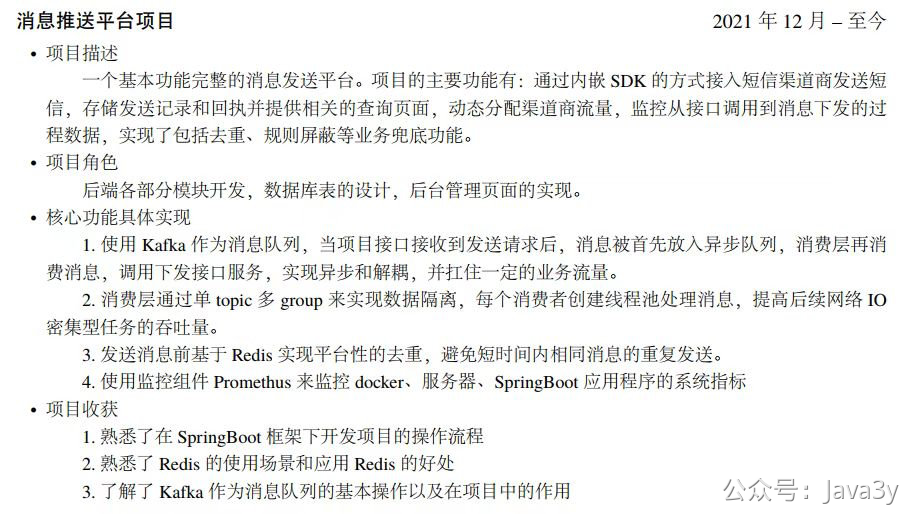 消息推送平台项目 2021 年 12 月 – 至今
• 项目描述
一个基本功能完整的消息发送平台。项目的主要功能有：通过内嵌 SDK 的方式接入短信渠道商发送短
信，存储发送记录和回执并提供相关的查询页面，动态分配渠道商流量，监控从接口调用到消息下发的过
程数据，实现了包括去重、规则屏蔽等业务兜底功能。
• 项目角色
后端各部分模块开发，数据库表的设计，后台管理页面的实现。
• 核心功能具体实现
1. 使用 Kafka 作为消息队列，当项目接口接收到发送请求后，消息被首先放入异步队列，消费层再消
费消息，调用下发接口服务，实现异步和解耦，并扛住一定的业务流量。
2. 消费层通过单 topic 多 group 来实现数据隔离，每个消费者创建线程池处理消息，提高后续网络 IO
密集型任务的吞吐量。
3. 发送消息前基于 Redis 实现平台性的去重，避免短时间内相同消息的重复发送。
4. 使用监控组件 Promethus 来监控 docker、服务器、SpringBoot 应用程序的系统指标
• 项目收获
1. 熟悉了在 SpringBoot 框架下开发项目的操作流程
2. 熟悉了 Redis 的使用场景和应用 Redis 的好处
3. 了解了 Kafka 作为消息队列的基本操作以及在项目中的作用
公众号：Java3y